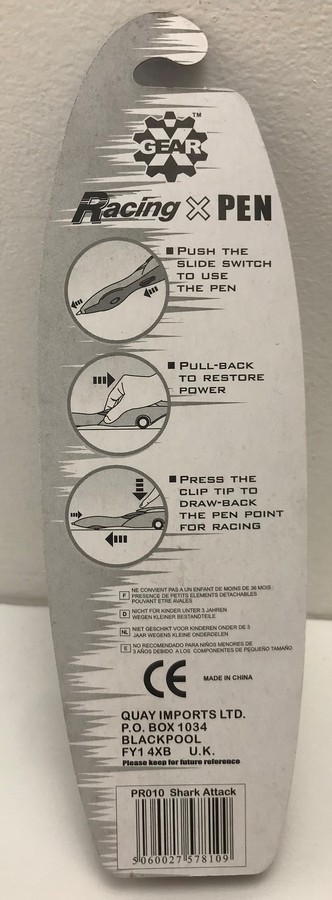 TM
GEAR
Racing X PEN
PUSH THE
SLIDE SWITCH
TO USE
THE PEN
PULL-BACK
TO RESTORE
POWER
PRESS THE
CLIP TIP TO
DRAW-BACK
THE PEN POINT
FOR RACING
F NE CONVIENT PAS A UN ENFANT DE MOINS DE 36 MOIS
PRESENCE DE PETITS ELEMENTS DETACHABLES
POUVANT ETRE AVALES
D NICHT FÜR KINDER UNTER 3 JAHREN
WEGEN KLEINER BESTANDTEILE
NL NIET GESCHIKT VOOR KINDEREN ONDER DE 3
JAAR WEGENS KLEINE ONDERDELEN
E NO RECOMENDADO PARA NIÑOS MENORES DE
3 AÑOS DEBIDO A LOS COMPONENTES DE PEQUEÑO TAMAÑO
CE MADE IN CHINA
QUAY IMPORTS LTD.
P.O. BOX 1034
BLACKPOOL
FY1 4XB U.K.
Please keep for future reference
PR010 Shark Attack
5 060027 578109